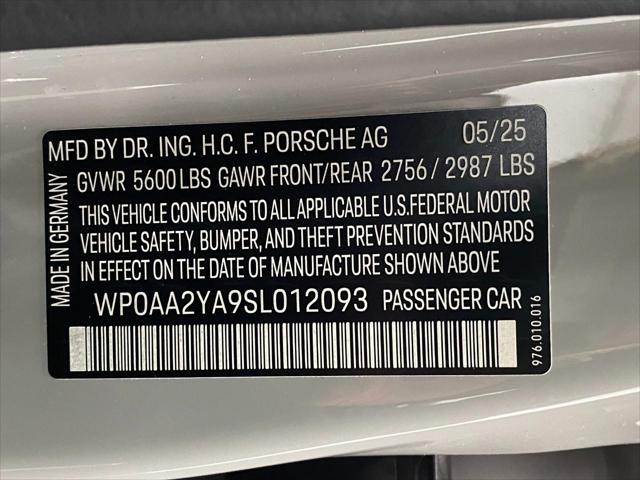 MFD BY DR. ING. H.C. F. PORSCHE AG 05/25
GVWR 5600 LBS GAWR FRONT/REAR 2756 / 2987 LBS
THIS VEHICLE CONFORMS TO ALL APPLICABLE U.S.FEDERAL MOTOR
VEHICLE SAFETY, BUMPER, AND THEFT PREVENTION STANDARDS
IN EFFECT ON THE DATE OF MANUFACTURE SHOWN ABOVE
WP0AA2YA9SL012093 PASSENGER CAR
MADE IN GERMANY
976.010.016